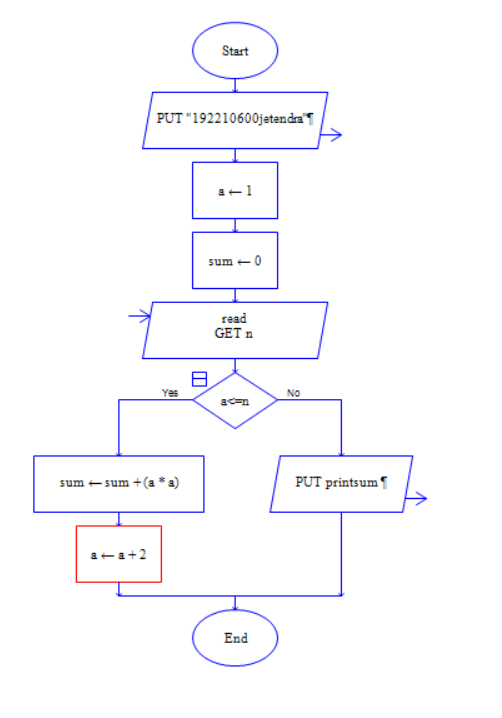 Start
PUT "192210600jetendra"¶
a ← 1
sum ← 0
read
GET n
Yes
a<=n
No
sum ← sum + (a * a)
PUT printsum ¶
a ← a + 2
End